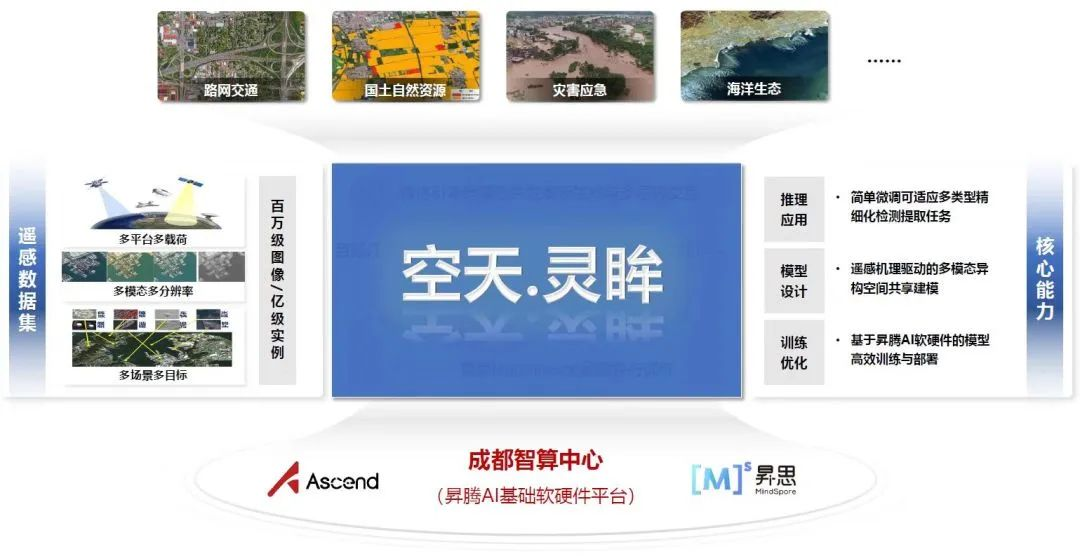 路网交通
国土自然资源
灾害应急
海洋生态
......
遥感数据集
多平台多载荷
多模态多分辨率
多场景多目标
百万级图像/亿级实例
空天.灵眸
推理
应用
• 简单微调可适应多类型精
细化检测提取任务
模型
设计
• 遥感机理驱动的多模态异
构空间共享建模
训练
优化
• 基于昇腾AI软硬件的模型
高效训练与部署
核心能力
Ascend
成都智算中心
(昇腾AI基础软硬件平台)
[M]s 昇思
MindSpore